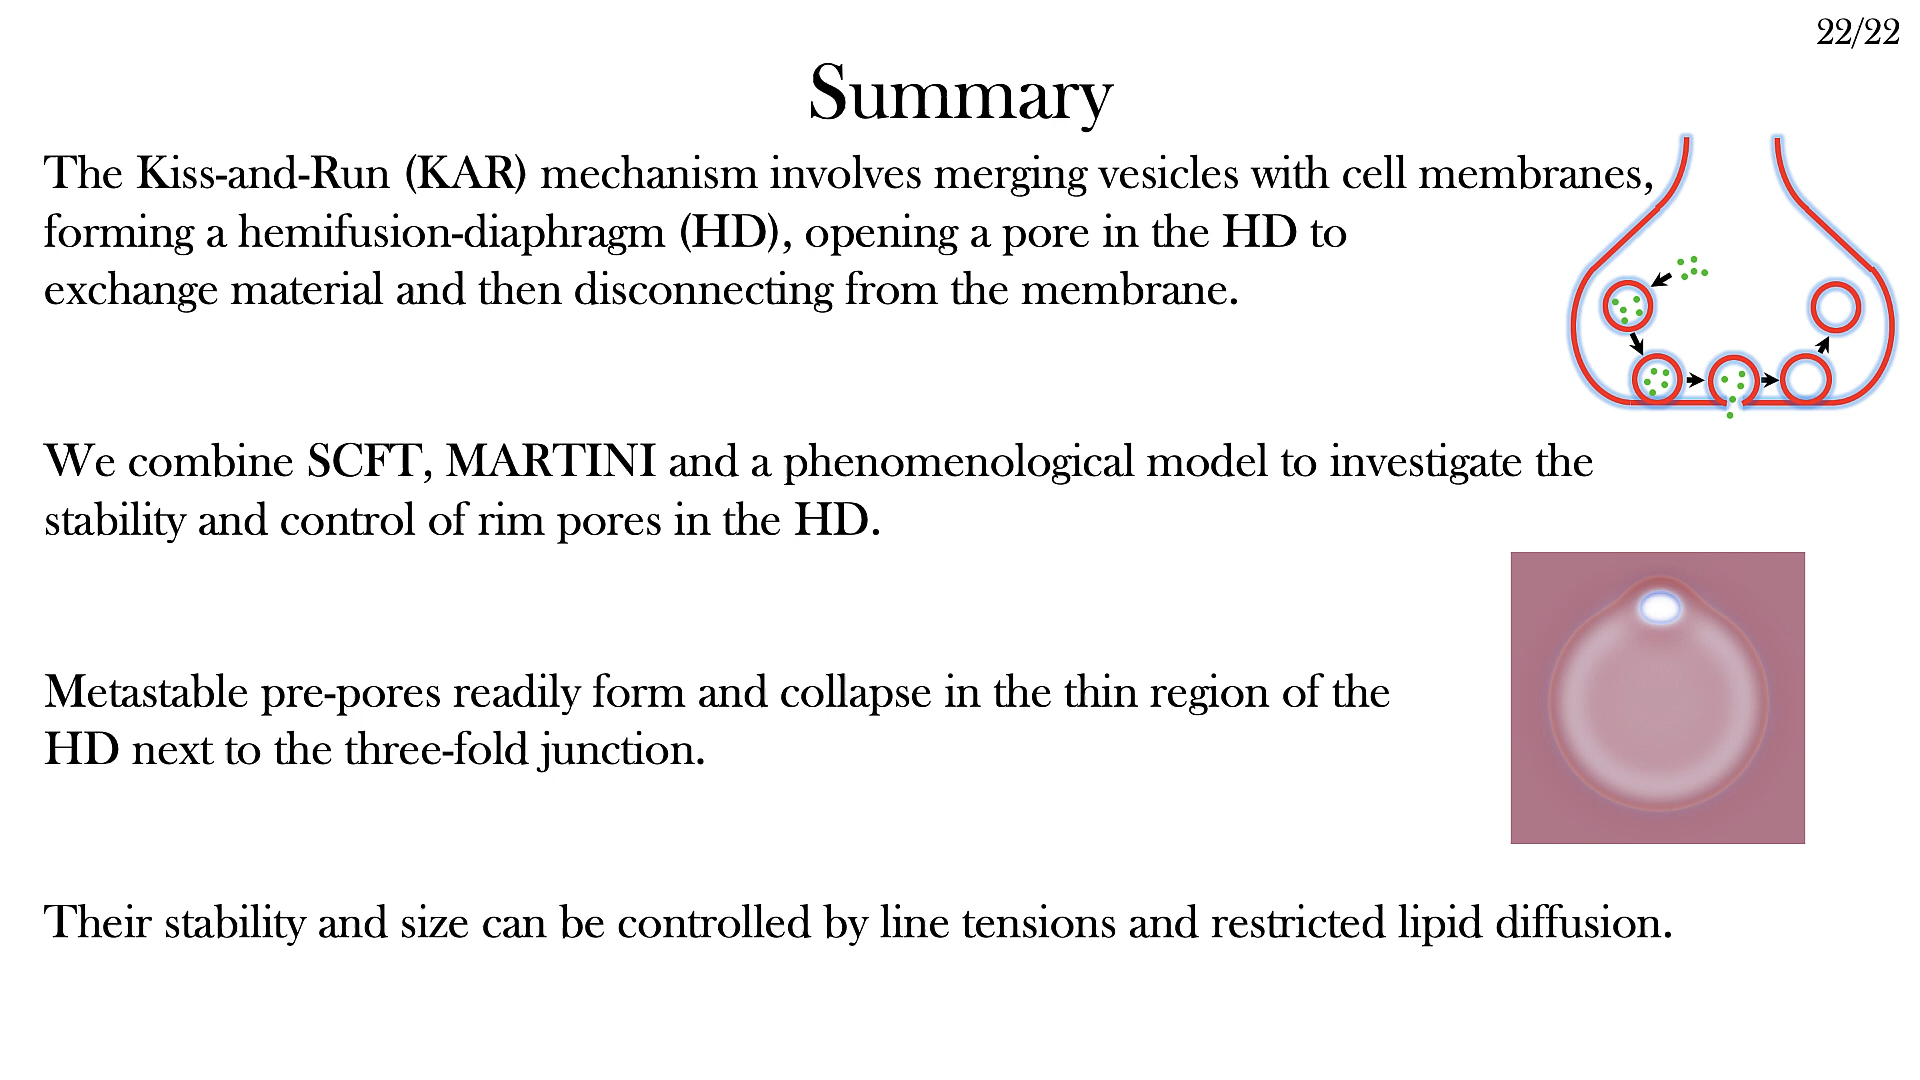 22/22
Summary
The Kiss-and-Run (KAR) mechanism involves merging vesicles with cell membranes,
forming a hemifusion-diaphragm (HD), opening a pore in the HD to
exchange material and then disconnecting from the membrane.
We combine SCFT, MARTINI and a phenomenological model to investigate the
stability and control of rim pores in the HD.
Metastable pre-pores readily form and collapse in the thin region of the
HD next to the three-fold junction.
Their stability and size can be controlled by line tensions and restricted lipid diffusion.